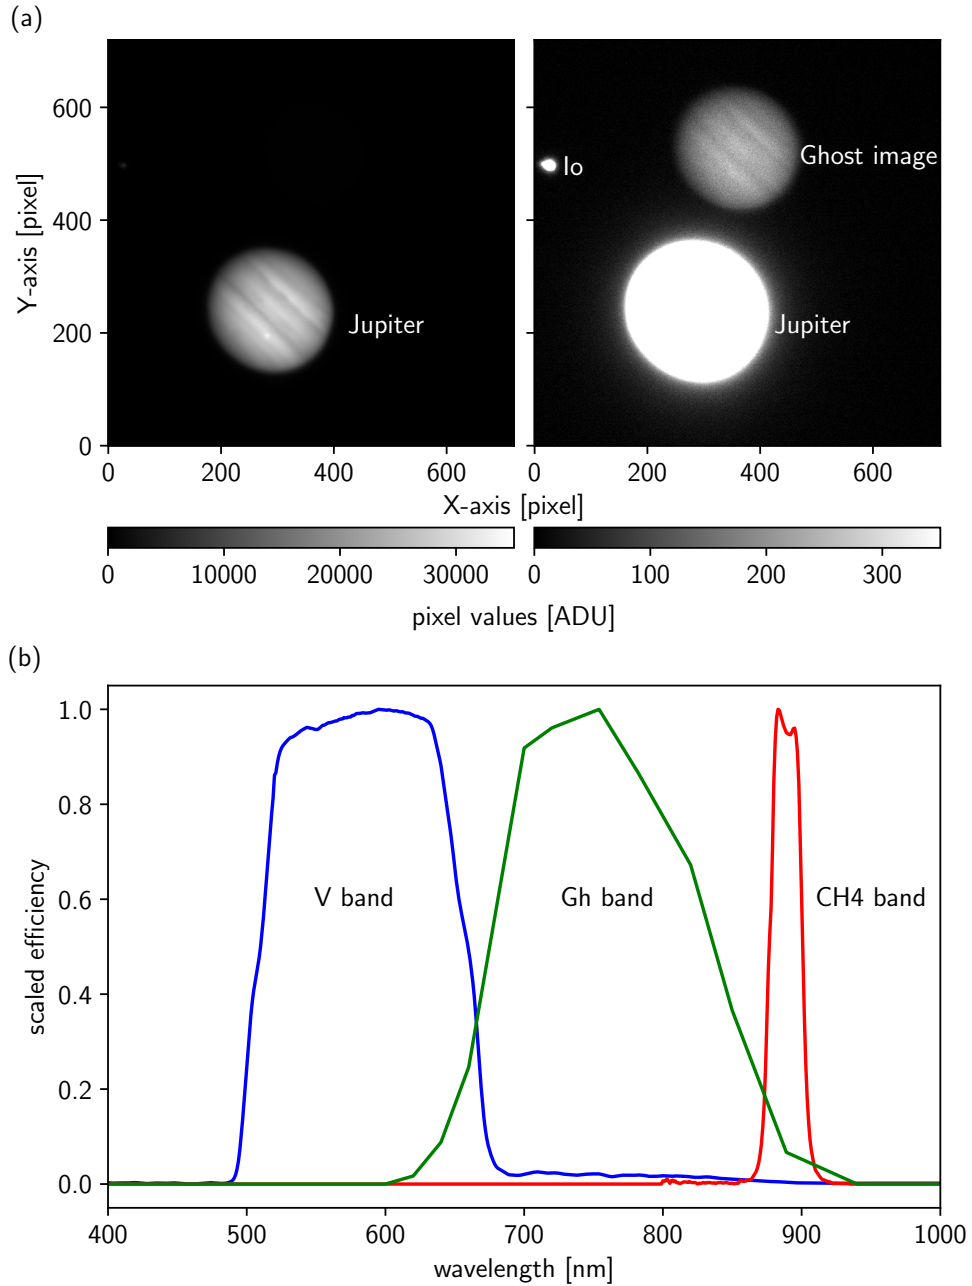 (a)
600
400
200
0
Y-axis [pixel]
Jupiter
Io
Ghost image
Jupiter
0 200 400 600
0 200 400 600
X-axis [pixel]
0 10000 20000 30000
0 100 200 300
pixel values [ADU]
(b)
1.0
0.8
0.6
0.4
0.2
0.0
scaled efficiency
V band
Gh band
CH4 band
400 500 600 700 800 900 1000
wavelength [nm]